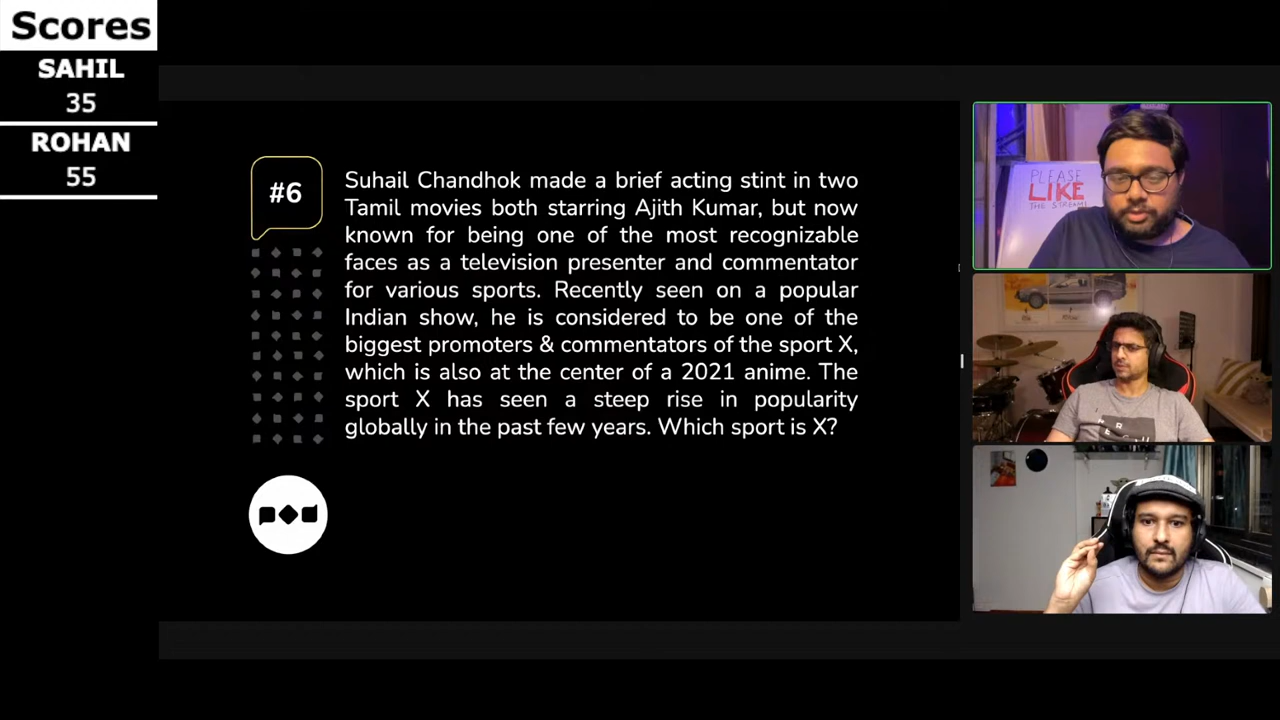 Scores
SAHIL
35
ROHAN
55
#6
Suhail Chandhok made a brief acting stint in two
Tamil movies both starring Ajith Kumar, but now
known for being one of the most recognizable
faces as a television presenter and commentator
for various sports. Recently seen on a popular
Indian show, he is considered to be one of the
biggest promoters & commentators of the sport X,
which is also at the center of a 2021 anime. The
sport X has seen a steep rise in popularity
globally in the past few years. Which sport is X?
PLEASE
LIKE
THE STREAM!